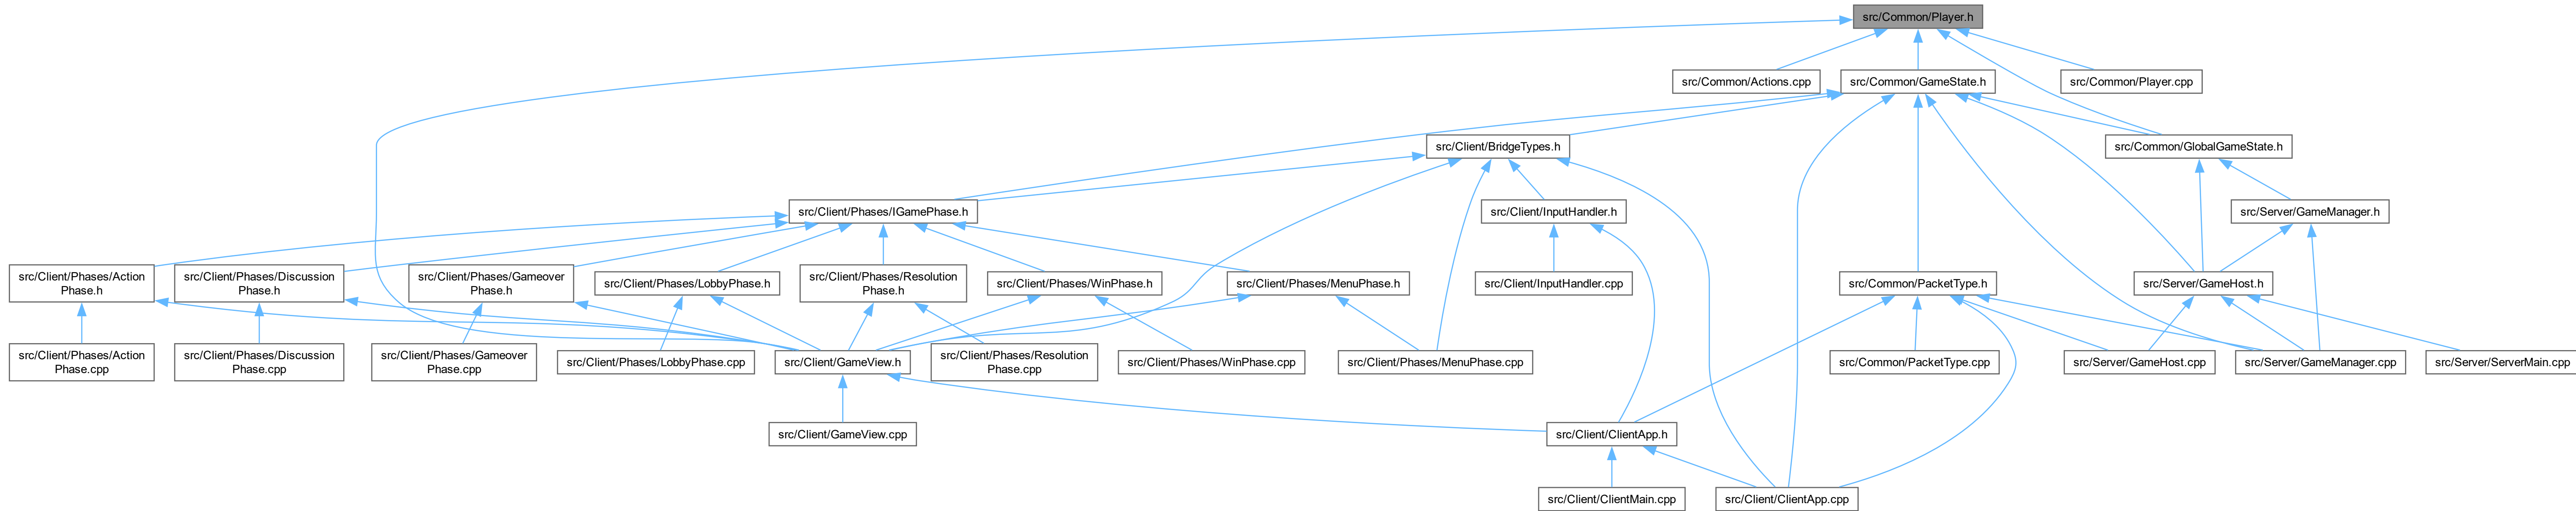 src/Common/Player.h
src/Common/Actions.cpp
src/Common/GameState.h
src/Common/Player.cpp
src/Client/BridgeTypes.h
src/Common/GlobalGameState.h
src/Client/Phases/IGamePhase.h
src/Client/InputHandler.h
src/Server/GameManager.h
src/Client/Phases/Action
Phase.h
src/Client/Phases/Discussion
Phase.h
src/Client/Phases/Gameover
Phase.h
src/Client/Phases/LobbyPhase.h
src/Client/Phases/Resolution
Phase.h
src/Client/Phases/WinPhase.h
src/Client/Phases/MenuPhase.h
src/Client/InputHandler.cpp
src/Common/PacketType.h
src/Server/GameHost.h
src/Client/Phases/Action
Phase.cpp
src/Client/Phases/Discussion
Phase.cpp
src/Client/Phases/Gameover
Phase.cpp
src/Client/Phases/LobbyPhase.cpp
src/Client/GameView.h
src/Client/Phases/Resolution
Phase.cpp
src/Client/Phases/WinPhase.cpp
src/Client/Phases/MenuPhase.cpp
src/Common/PacketType.cpp
src/Server/GameHost.cpp
src/Server/GameManager.cpp
src/Server/ServerMain.cpp
src/Client/GameView.cpp
src/Client/ClientApp.h
src/Client/ClientMain.cpp
src/Client/ClientApp.cpp